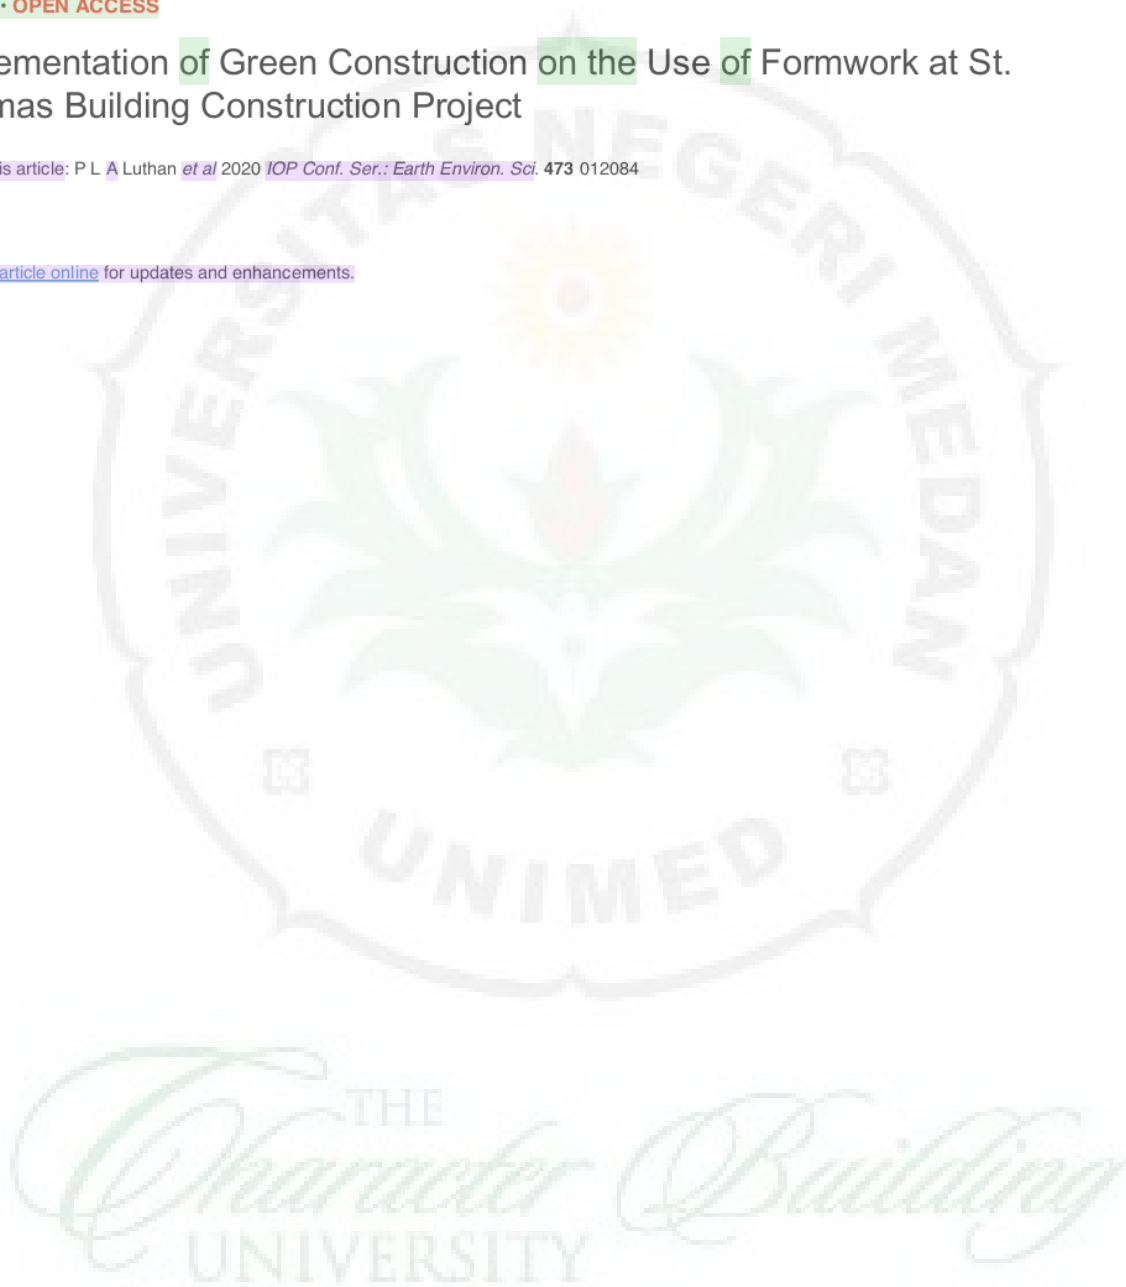 • OPEN ACCESS
ementation of Green Construction on the Use of Formwork at St.
mas Building Construction Project
is article: P L A Luthan et al 2020 IOP Conf. Ser.: Earth Environ. Sci. 473 012084
article online for updates and enhancements.
UNIVERSITAS NEGERI MEDAN
UNIMED
THE
Character Building
UNIVERSITY